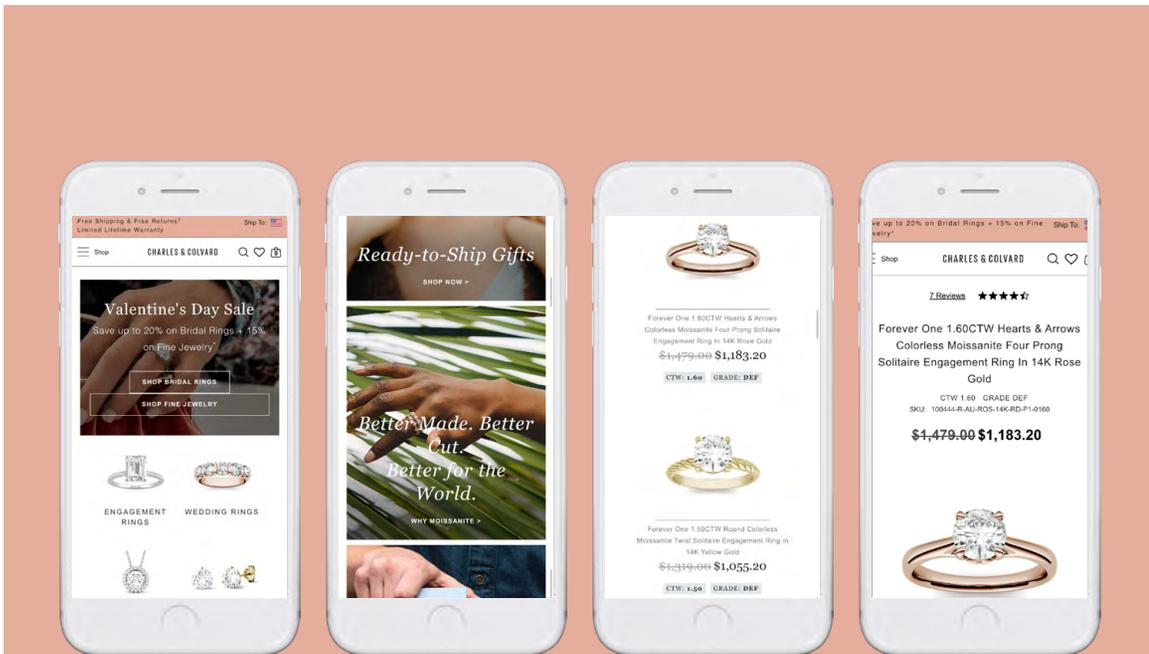 Free Shipping & Free Returns†
Limited Lifetime Warranty
Ship To:
Shop
CHARLES & COLVARD
0
Valentine's Day Sale
Save up to 20% on Bridal Rings + 15%
on Fine Jewelry*
SHOP BRIDAL RINGS
SHOP FINE JEWELRY
ENGAGEMENT
RINGS
WEDDING RINGS
Ready-to-Ship Gifts
SHOP NOW >
Better Made. Better
Cut.
Better for the
World.
WHY MOISSANITE >
Forever One 1.60CTW Hearts & Arrows
Colorless Moissanite Four Prong Solitaire
Engagement Ring In 14K Rose Gold
$1,479.00 $1,183.20
CTW: 1.60 GRADE: DEF
Forever One 1.50CTW Round Colorless
Moissanite Twist Solitaire Engagement Ring in
14K Yellow Gold
$1,319.00 $1,055.20
CTW: 1.50 GRADE: DEF
ve up to 20% on Bridal Rings + 15% on Fine
welry*
Ship To:
Shop
CHARLES & COLVARD
7 Reviews
Forever One 1.60CTW Hearts & Arrows
Colorless Moissanite Four Prong
Solitaire Engagement Ring In 14K Rose
Gold
CTW 1.60 GRADE DEF
SKU: 100444-R-AU-ROS-14K-RD-F1-0160
$1,479.00 $1,183.20